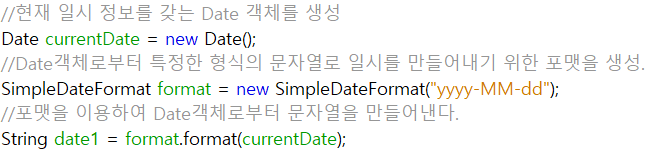 //현재 일시 정보를 갖는 Date 객체를 생성
Date currentDate = new Date();
//Date객체로부터 특정한 형식의 문자열로 일시를 만들어내기 위한 포맷을 생성.
SimpleDateFormat format = new SimpleDateFormat("yyyy-MM-dd");
//포맷을 이용하여 Date객체로부터 문자열을 만들어낸다.
String date1 = format.format(currentDate);